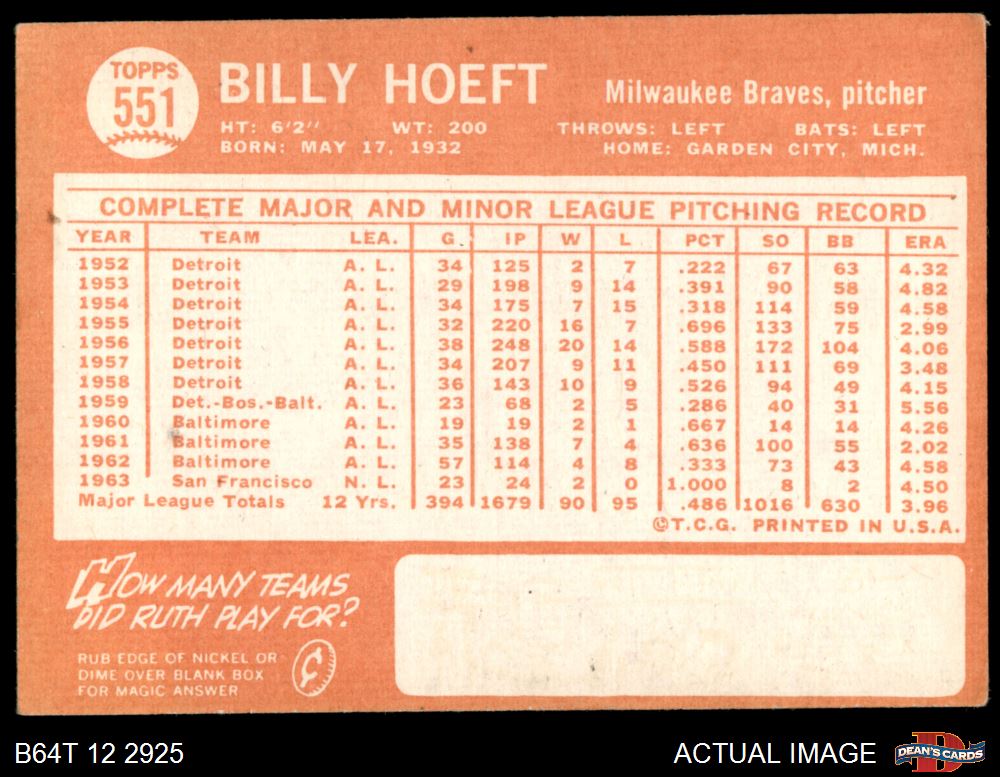 TOPPS
551
BILLY HOEFT
Milwaukee Braves, pitcher
HT: 6'2" WT: 200 THROWS: LEFT BATS: LEFT
BORN: MAY 17, 1932 HOME: GARDEN CITY, MICH.
COMPLETE MAJOR AND MINOR LEAGUE PITCHING RECORD
YEAR TEAM LEA. G. IP W L PCT SO BB ERA
1952 Detroit A. L. 34 125 2 7 .222 67 63 4.32
1953 Detroit A. L. 29 198 9 14 .391 90 58 4.82
1954 Detroit A. L. 34 175 7 15 .318 114 59 4.58
1955 Detroit A. L. 32 220 16 7 .696 133 75 2.99
1956 Detroit A. L. 38 248 20 14 .588 172 104 4.06
1957 Detroit A. L. 34 207 9 11 .450 111 69 3.48
1958 Detroit A. L. 36 143 10 9 .526 94 49 4.15
1959 Det.-Bos.-Balt. A. L. 23 68 2 5 .286 40 31 5.56
1960 Baltimore A. L. 19 19 2 1 .667 14 14 4.26
1961 Baltimore A. L. 35 138 7 4 .636 100 55 2.02
1962 Baltimore A. L. 57 114 4 8 .333 73 43 4.58
1963 San Francisco N. L. 23 24 2 0 1.000 8 2 4.50
Major League Totals 12 Yrs. 394 1679 90 95 .486 1016 630 3.96
©T.C.G. PRINTED IN U.S.A.
HOW MANY TEAMS
DID RUTH PLAY FOR?
RUB EDGE OF NICKEL OR
DIME OVER BLANK BOX
FOR MAGIC ANSWER
B64T 12 2925
ACTUAL IMAGE
DEAN'S CARDS